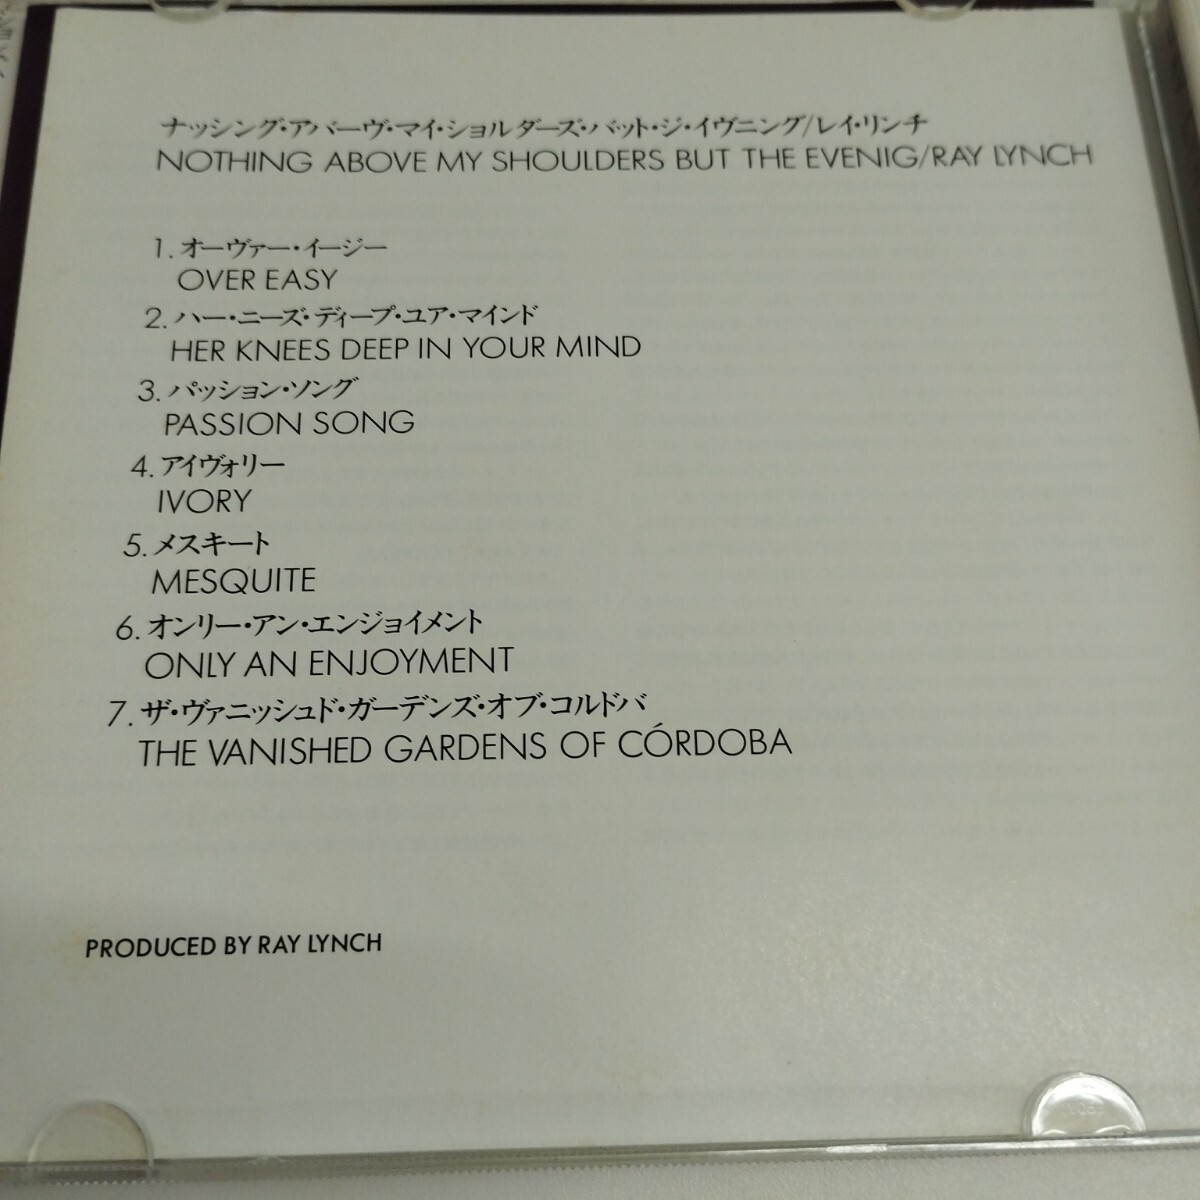 ナッシング・アバーヴ・マイ・ショルダーズ・バット・ジ・イヴニング/レイ・リンチ
NOTHING ABOVE MY SHOULDERS BUT THE EVENIG/RAY LYNCH
1. オーヴァー・イージー
OVER EASY
2. ハー・ニーズ・ディープ・ユア・マインド
HER KNEES DEEP IN YOUR MIND
3. パッション・ソング
PASSION SONG
4. アイヴォリー
IVORY
5. メスキート
MESQUITE
6. オンリー・アン・エンジョイメント
ONLY AN ENJOYMENT
7. ザ・ヴァニッシュド・ガーデンズ・オブ・コルドバ
THE VANISHED GARDENS OF CÓRDOBA
PRODUCED BY RAY LYNCH